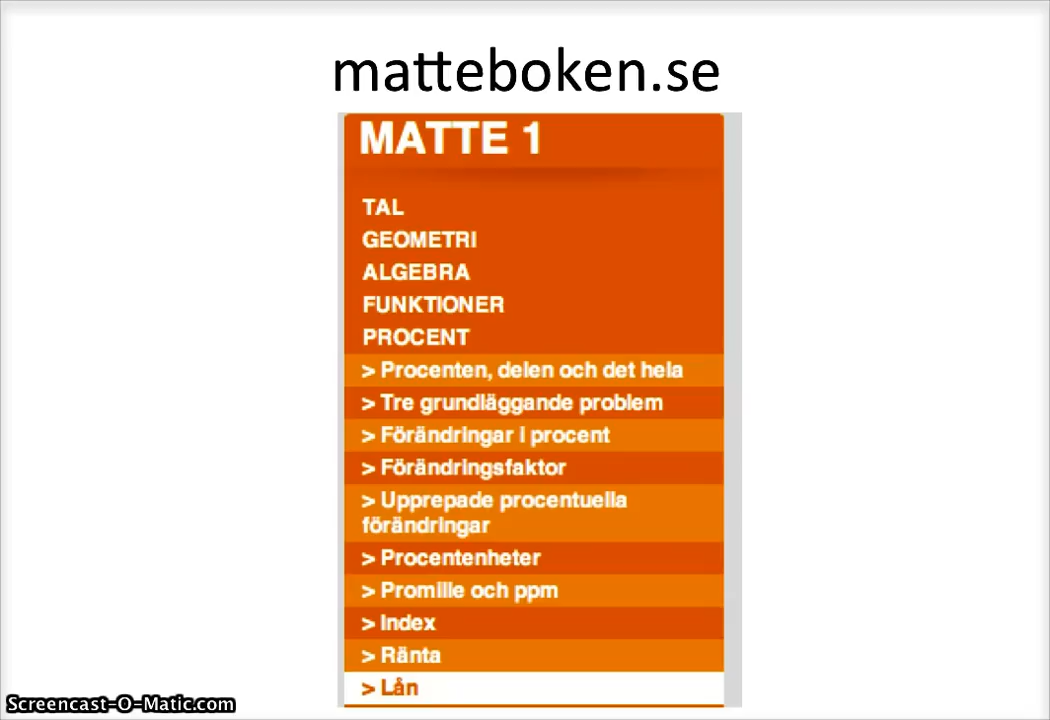 matteboken.se
MATTE 1
TAL
GEOMETRI
ALGEBRA
FUNKTIONER
PROCENT
> Procenten, delen och det hela
> Tre grundläggande problem
> Förändringar i procent
> Förändringsfaktor
> Upprepade procentuella
förändringar
> Procentenheter
> Promille och ppm
> Index
> Ränta
> Lån
Screencast-O-Matic.com